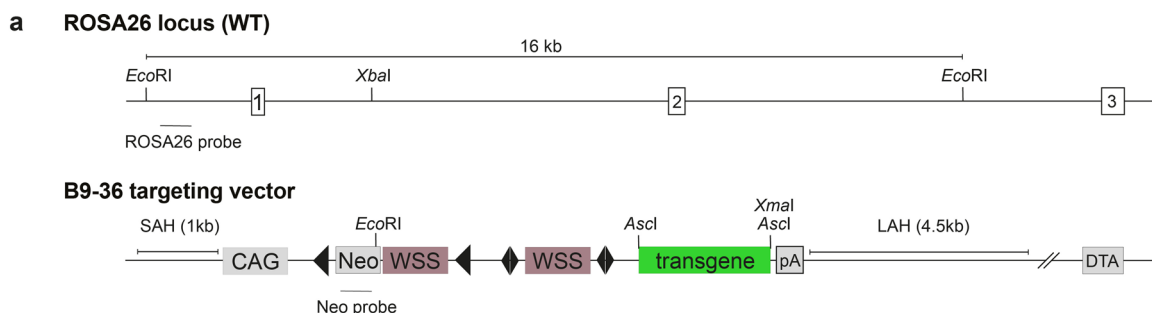 a ROSA26 locus (WT)
16 kb
EcoRI XbaI EcoRI
1 2 3
ROSA26 probe
B9-36 targeting vector
XmaI
SAH (1kb) EcoRI AscI AscI LAH (4.5kb)
CAG Neo WSS WSS transgene pA DTA
Neo probe